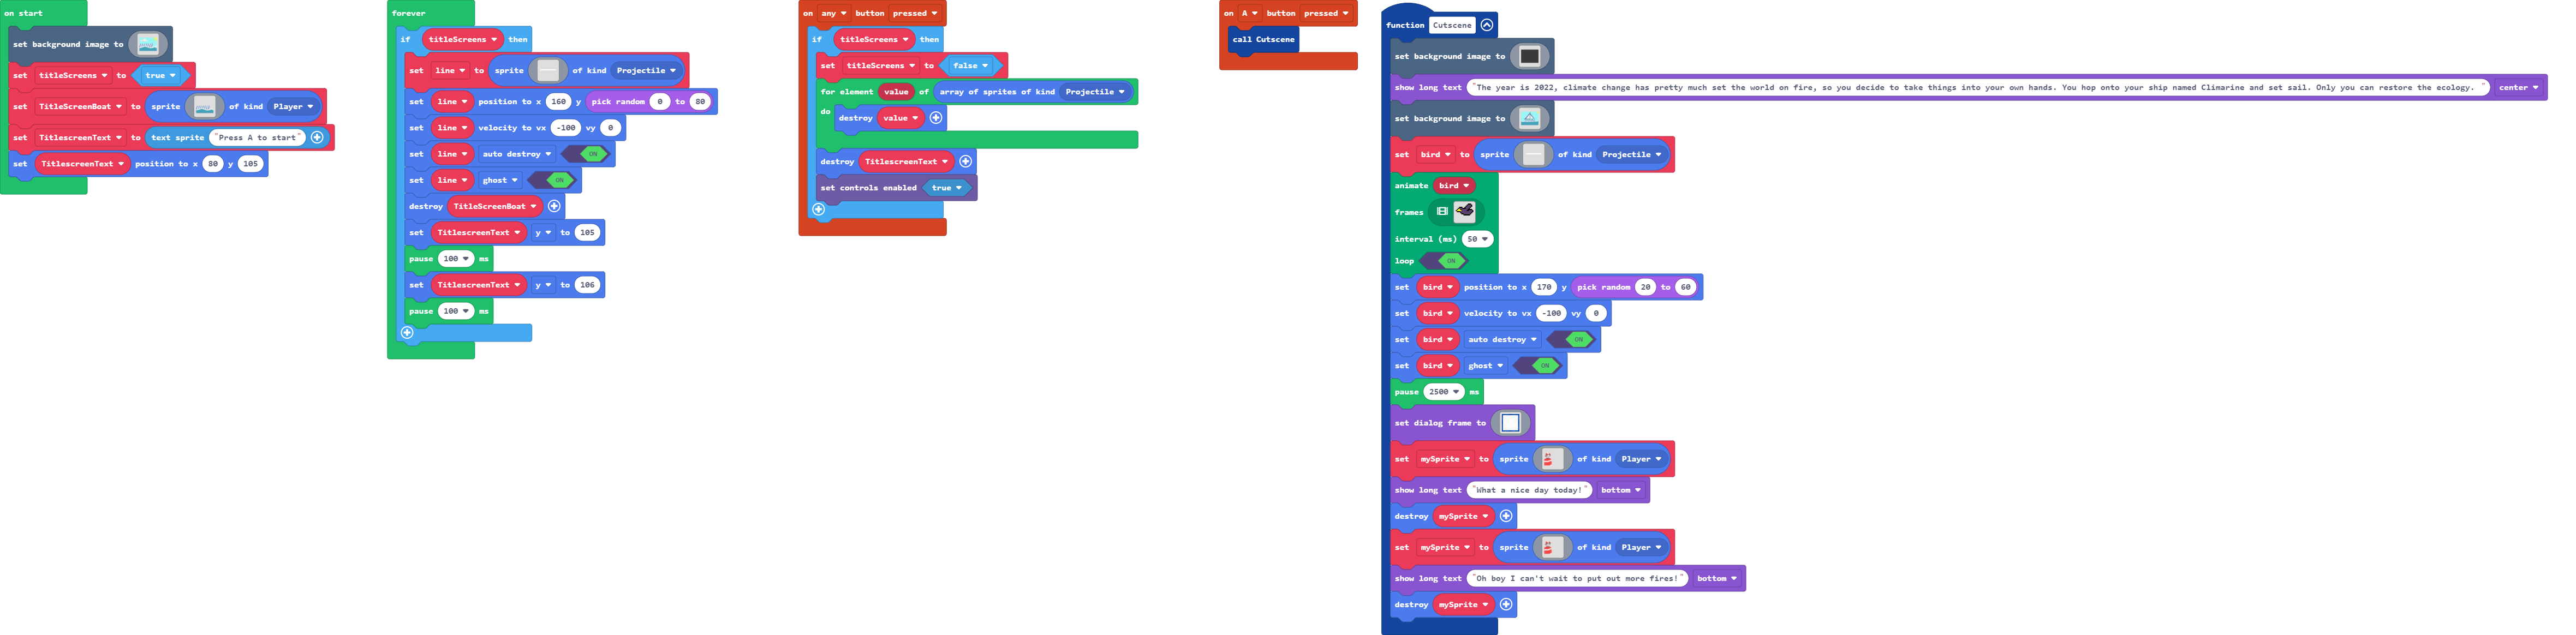 on start
set background image to
set titleScreens to true
set TitleScreenBoat to sprite of kind Player
set TitlescreenText to text sprite "Press A to start"
set TitlescreenText position to x 80 y 105
forever
if titleScreens then
set line to sprite of kind Projectile
set line position to x 160 y pick random 0 to 80
set line velocity to vx -100 vy 0
set line auto destroy ON
set line ghost ON
destroy TitleScreenBoat
set TitlescreenText y to 105
pause 100 ms
set TitlescreenText y to 106
pause 100 ms
on any button pressed
if titleScreens then
set titleScreens to false
for element value of array of sprites of kind Projectile
do destroy value
destroy TitlescreenText
set controls enabled true
on A button pressed
call Cutscene
function Cutscene
set background image to
show long text "The year is 2022, climate change has pretty much set the world on fire, so you decide to take things into your own hands. You hop onto your ship named Climarine and set sail. Only you can restore the ecology. " center
set background image to
set bird to sprite of kind Projectile
animate bird
frames
interval (ms) 50
loop ON
set bird position to x 170 y pick random 20 to 60
set bird velocity to vx -100 vy 0
set bird auto destroy ON
set bird ghost ON
pause 2500 ms
set dialog frame to
set mySprite to sprite of kind Player
show long text "What a nice day today!" bottom
destroy mySprite
set mySprite to sprite of kind Player
show long text "Oh boy I can't wait to put out more fires!" bottom
destroy mySprite